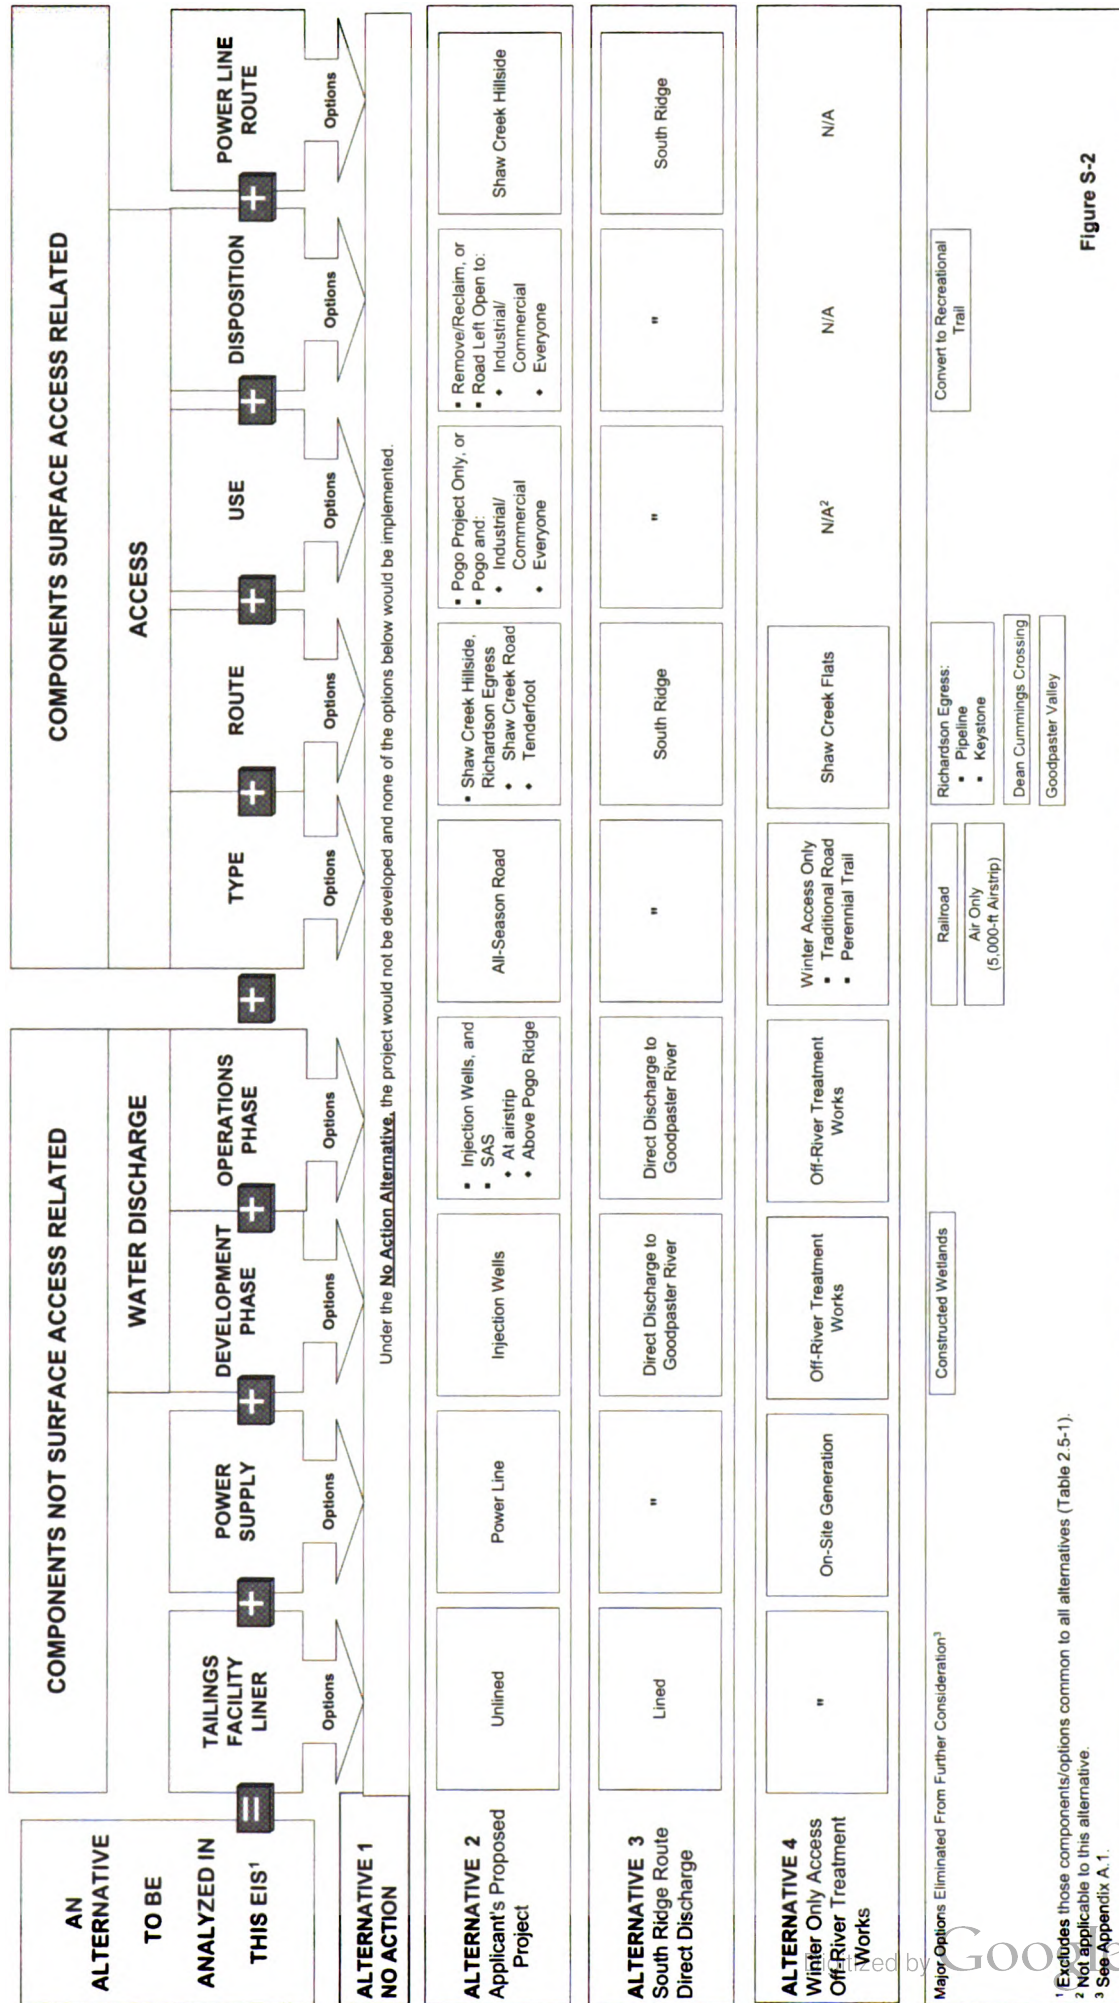 COMPONENTS NOT SURFACE ACCESS RELATED
COMPONENTS SURFACE ACCESS RELATED
AN
ALTERNATIVE
TO BE
ANALYZED IN
THIS EIS¹
=
WATER DISCHARGE
ACCESS
TAILINGS
FACILITY
LINER
+
POWER
SUPPLY
+
DEVELOPMENT
PHASE
+
OPERATIONS
PHASE
+
TYPE
+
ROUTE
+
USE
+
DISPOSITION
+
POWER LINE
ROUTE
Options
Options
Options
Options
Options
Options
Options
Options
Options
ALTERNATIVE 1
NO ACTION
Under the No Action Alternative, the project would not be developed and none of the options below would be implemented.
ALTERNATIVE 2
Applicant's Proposed
Project
Unlined
Power Line
Injection Wells
▪ Injection Wells, and
▪ SAS
♦ At airstrip
♦ Above Pogo Ridge
All-Season Road
▪ Shaw Creek Hillside,
Richardson Egress
♦ Shaw Creek Road
♦ Tenderfoot
▪ Pogo Project Only, or
▪ Pogo and:
♦ Industrial/
Commercial
♦ Everyone
▪ Remove/Reclaim, or
▪ Road Left Open to:
♦ Industrial/
Commercial
♦ Everyone
Shaw Creek Hillside
ALTERNATIVE 3
South Ridge Route
Direct Discharge
Lined
"
Direct Discharge to
Goodpaster River
Direct Discharge to
Goodpaster River
"
South Ridge
"
"
South Ridge
ALTERNATIVE 4
Winter Only Access
Off-River Treatment
Works
"
On-Site Generation
Off-River Treatment
Works
Off-River Treatment
Works
Winter Access Only
▪ Traditional Road
▪ Perennial Trail
Shaw Creek Flats
N/A²
N/A
N/A
Major Options Eliminated From Further Consideration³
Constructed Wetlands
Railroad
Air Only
(5,000-ft Airstrip)
Richardson Egress:
▪ Pipeline
▪ Keystone
Dean Cummings Crossing
Goodpaster Valley
Convert to Recreational
Trail
¹ Excludes those components/options common to all alternatives (Table 2.5-1).
² Not applicable to this alternative.
³ See Appendix A.1.
Figure S-2
Digitized by Google